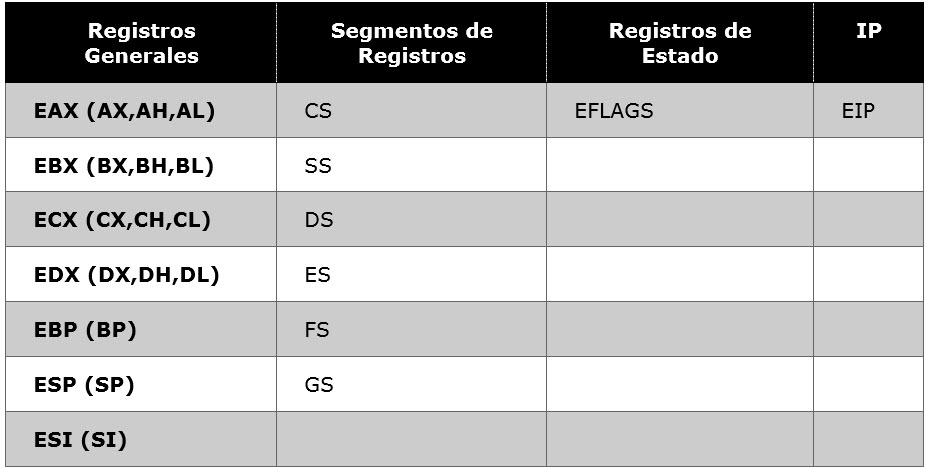 Registros Generales Segmentos de Registros Registros de Estado IP
EAX (AX,AH,AL) CS EFLAGS EIP
EBX (BX,BH,BL) SS
ECX (CX,CH,CL) DS
EDX (DX,DH,DL) ES
EBP (BP) FS
ESP (SP) GS
ESI (SI)